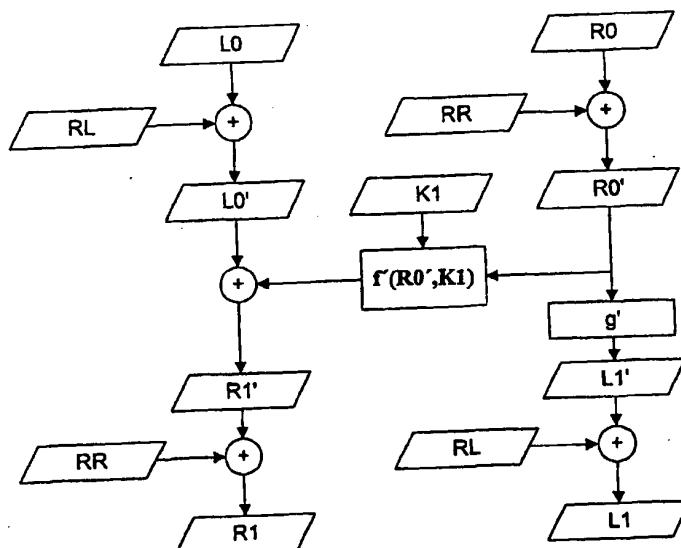 L0
R0
RL
+
RR
+
L0'
K1
R0'
+
f´(R0´,K1)
g'
R1'
L1'
RR
+
RL
+
R1
L1